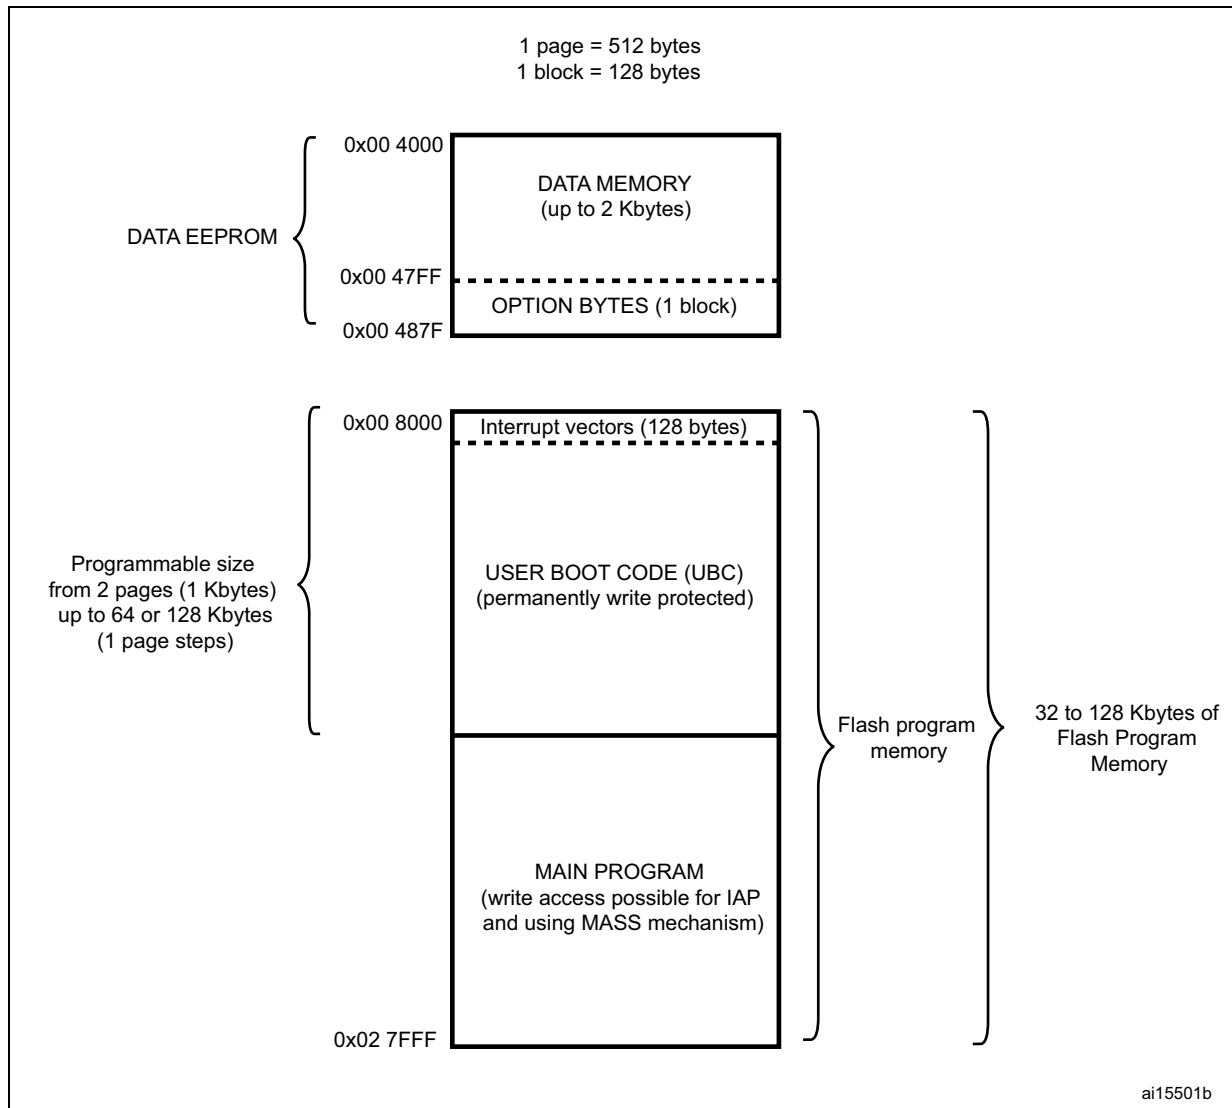 1 page = 512 bytes
1 block = 128 bytes
0x00 4000
DATA MEMORY
(up to 2 Kbytes)
DATA EEPROM
0x00 47FF
OPTION BYTES (1 block)
0x00 487F
0x00 8000
Interrupt vectors (128 bytes)
Programmable size
from 2 pages (1 Kbytes)
up to 64 or 128 Kbytes
(1 page steps)
USER BOOT CODE (UBC)
(permanently write protected)
Flash program
memory
32 to 128 Kbytes of
Flash Program
Memory
MAIN PROGRAM
(write access possible for IAP
and using MASS mechanism)
0x02 7FFF
ai15501b